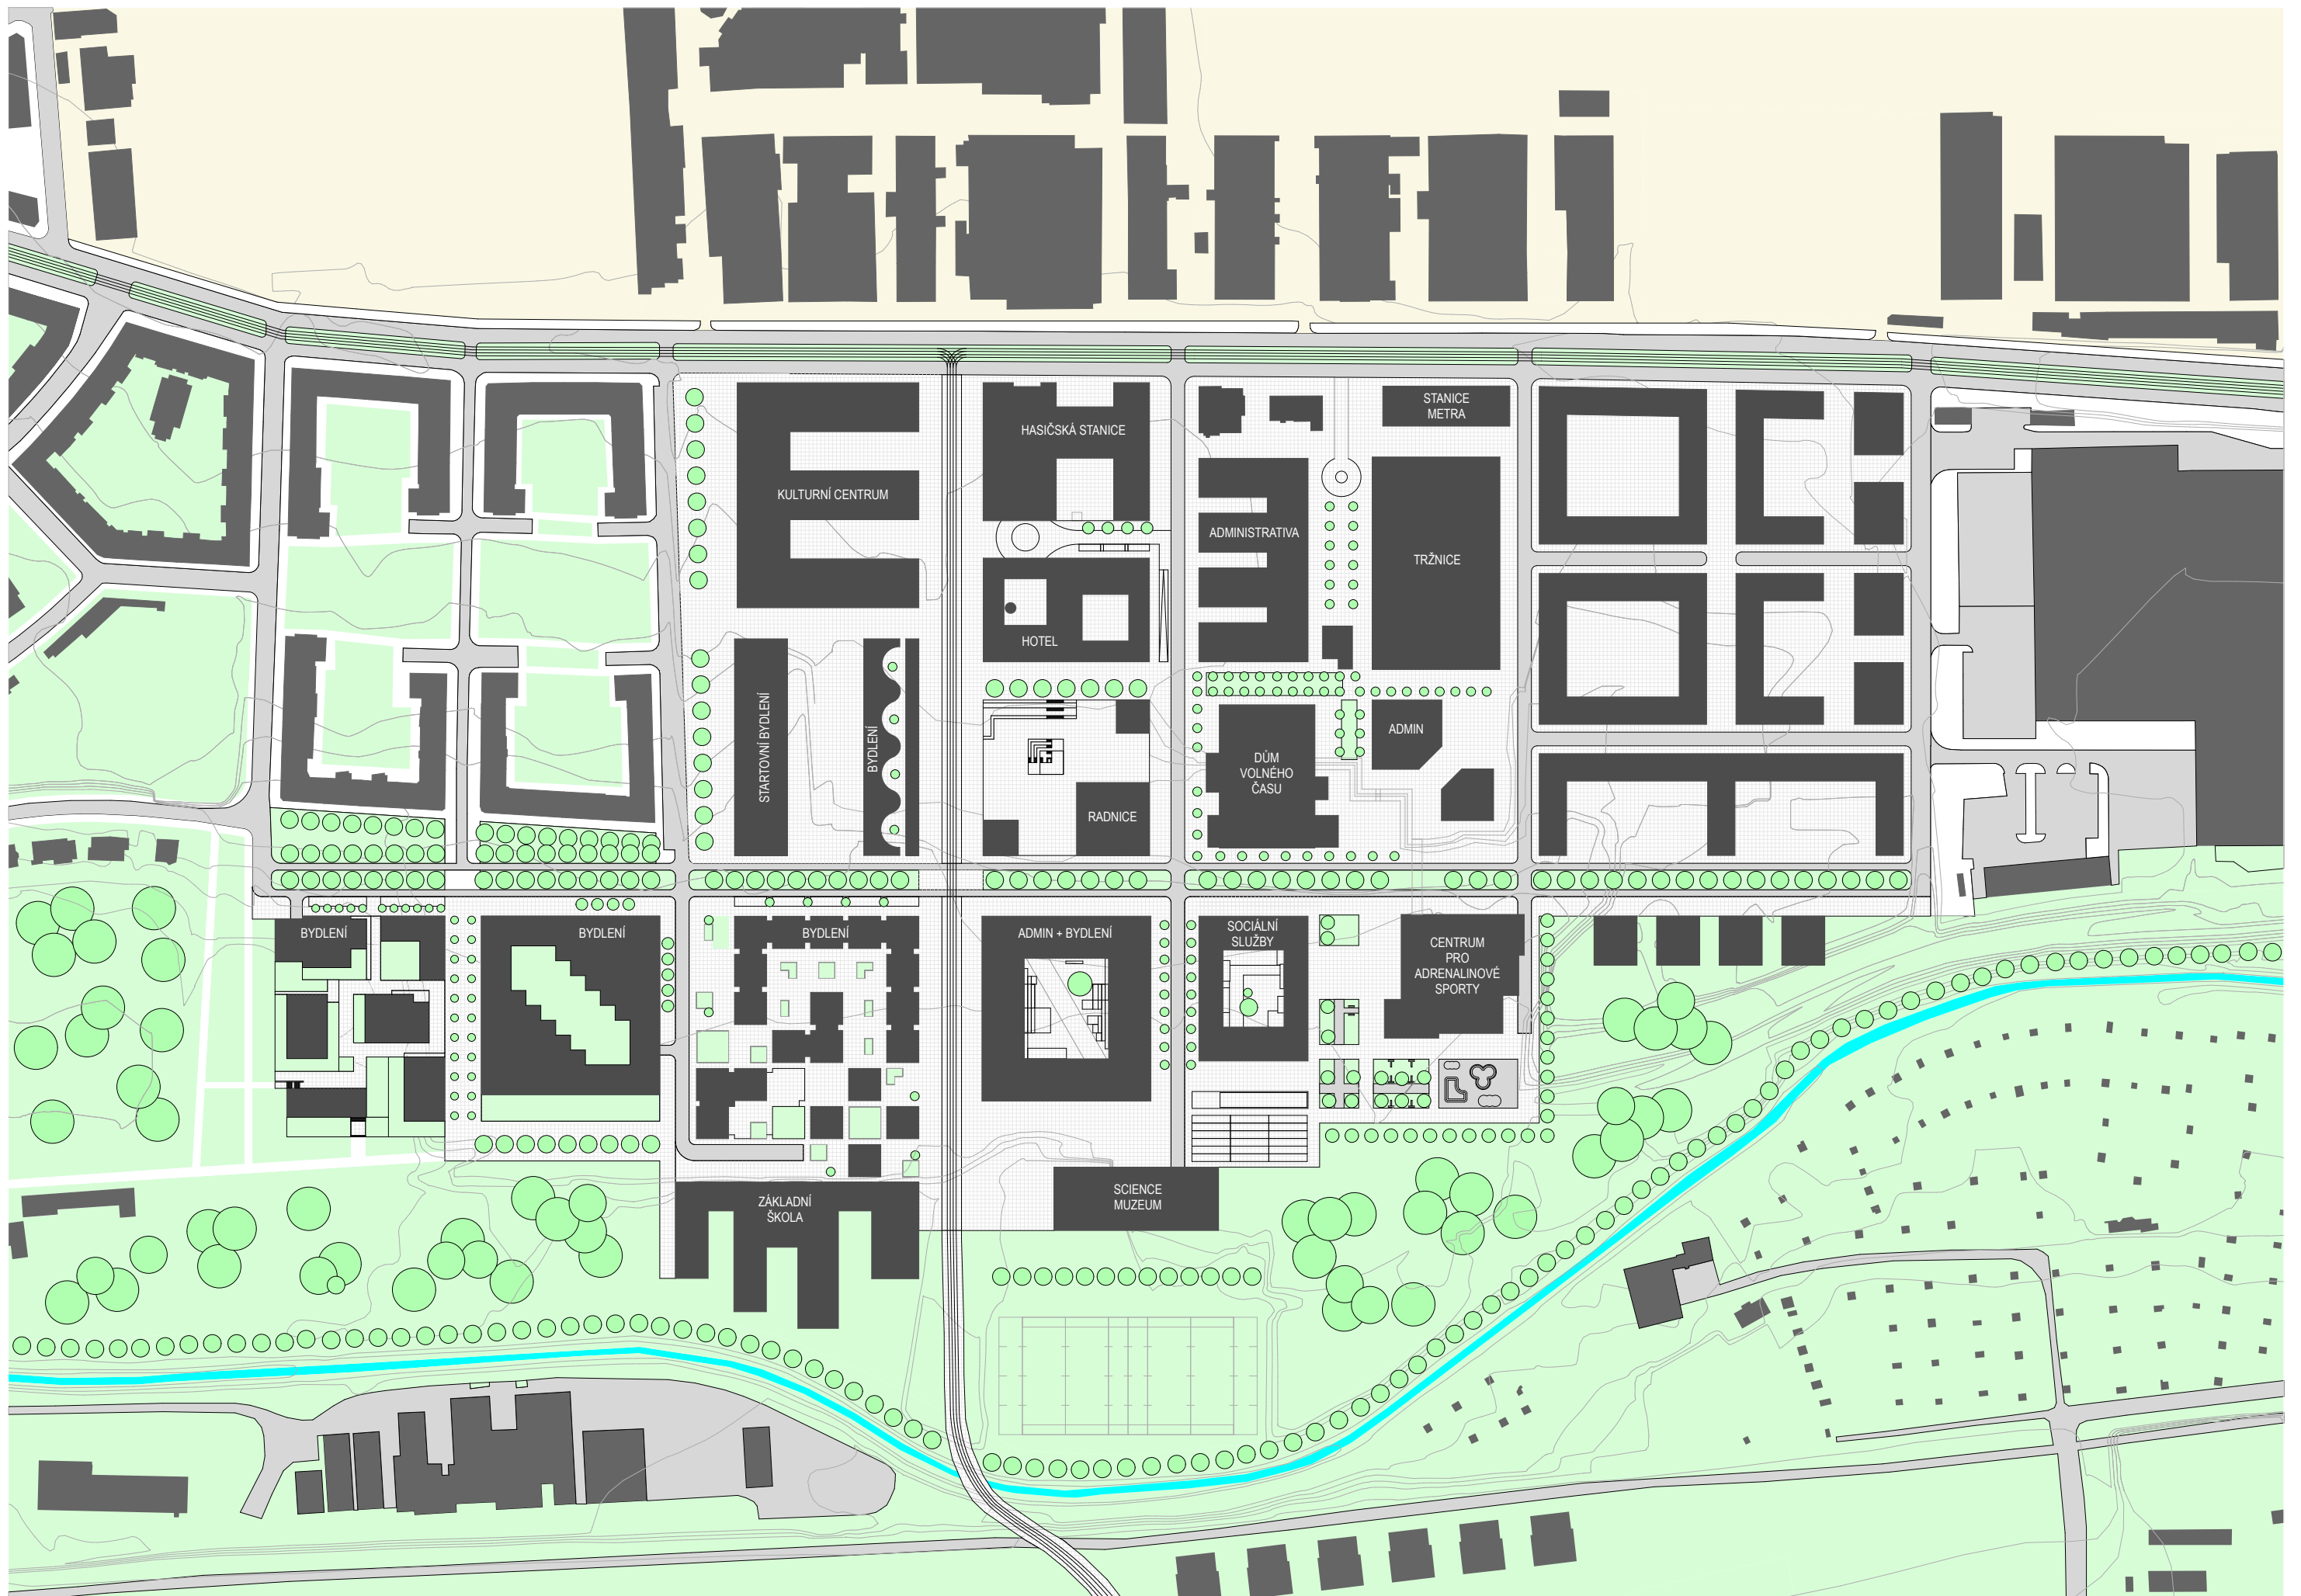 STANICE
METRA
HASIČSKÁ STANICE
KULTURNÍ CENTRUM
ADMINISTRATIVA
TRŽNICE
HOTEL
STARTOVNÍ BYDLENÍ
BYDLENÍ
ADMIN
DŮM
VOLNÉHO
ČASU
RADNICE
BYDLENÍ
BYDLENÍ
BYDLENÍ
ADMIN + BYDLENÍ
SOCIÁLNÍ
SLUŽBY
CENTRUM
PRO
ADRENALINOVÉ
SPORTY
ZÁKLADNÍ
ŠKOLA
SCIENCE
MUZEUM